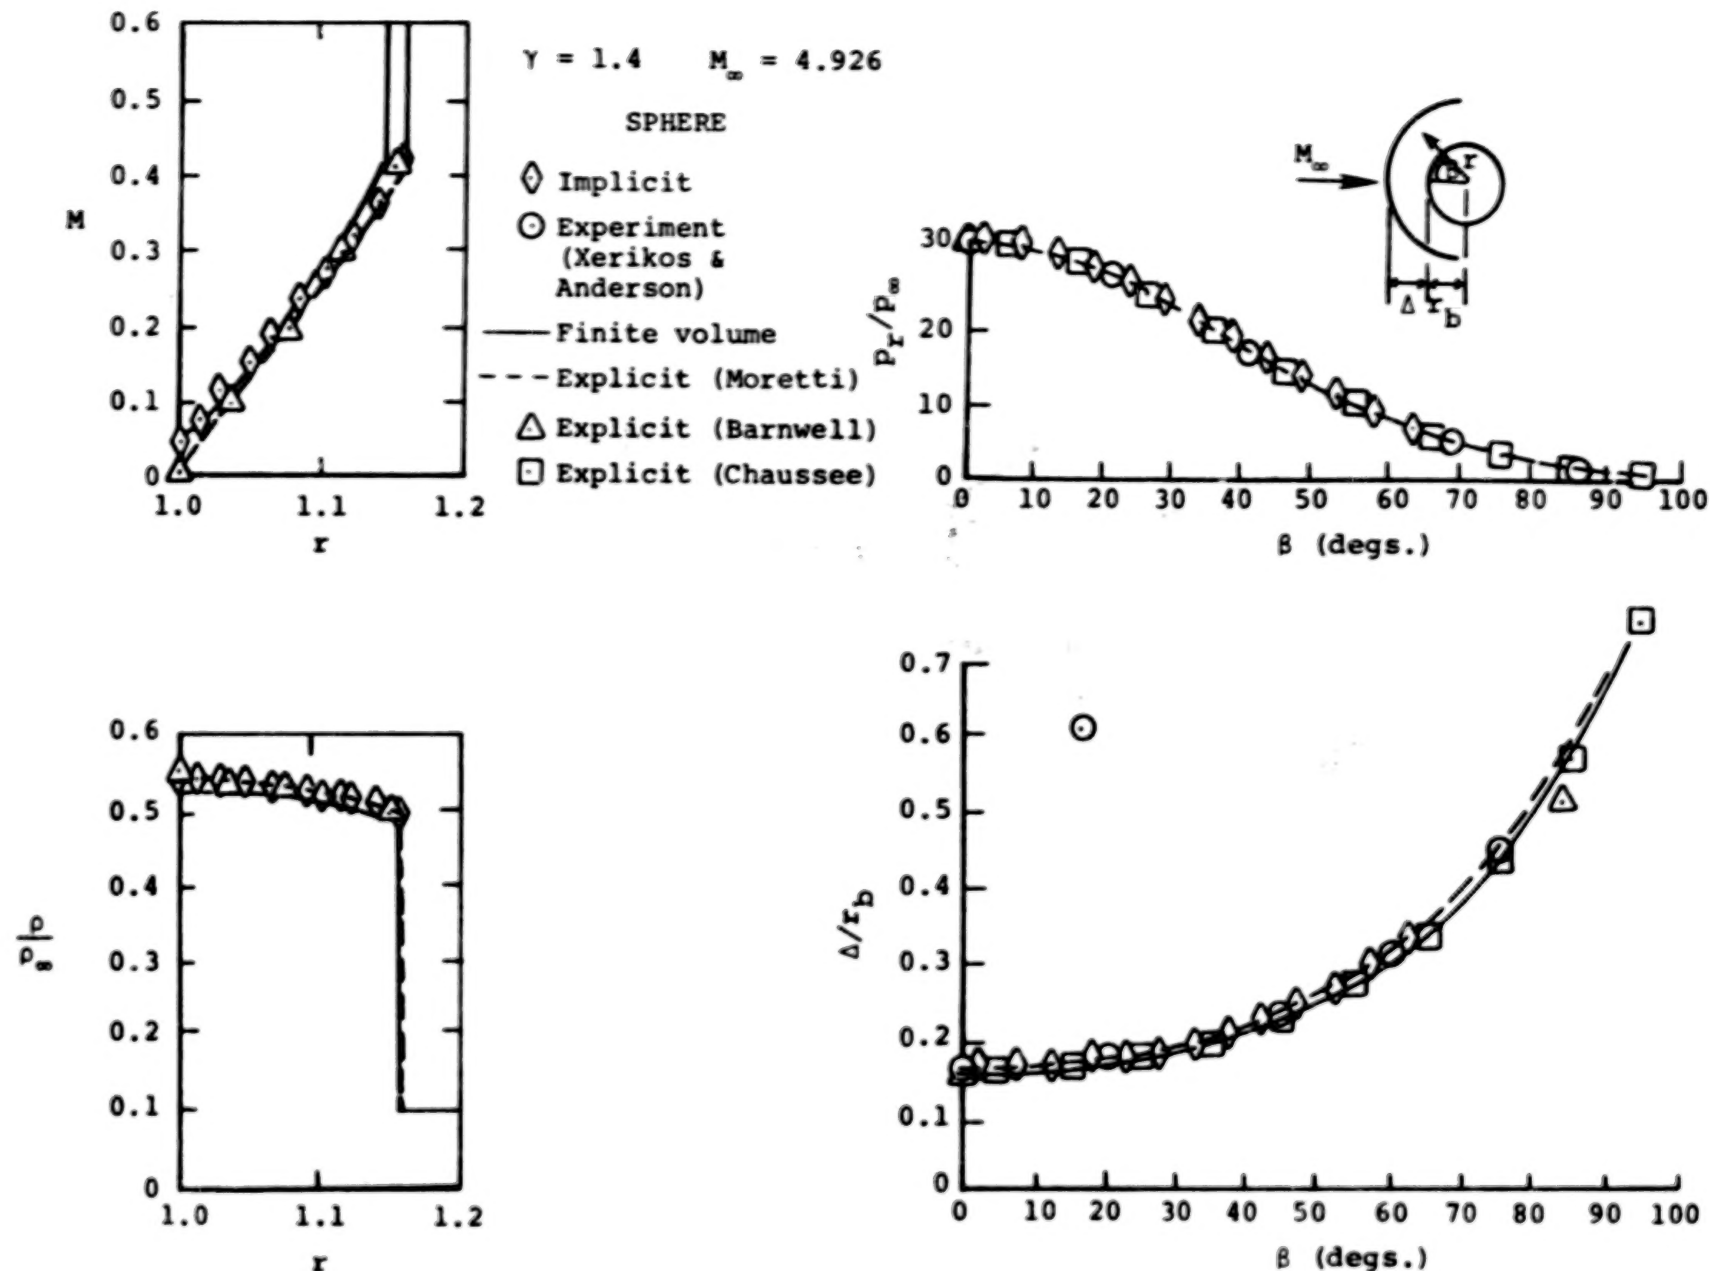 γ = 1.4 M∞ = 4.926
SPHERE
Implicit
Experiment
(Xerikos &
Anderson)
Finite volume
Explicit (Moretti)
Explicit (Barnwell)
Explicit (Chaussee)
0.6
0.5
0.4
0.3
0.2
0.1
0
M
1.0 1.1 1.2
r
M∞
β r
Δ r_b
30
20
10
0
p_r/p_∞
0 10 20 30 40 50 60 70 80 90 100
β (degs.)
0.6
0.5
0.4
0.3
0.2
0.1
0
ρ
ρ∞
1.0 1.1 1.2
r
0.7
0.6
0.5
0.4
0.3
0.2
0.1
0
Δ/r_b
0 10 20 30 40 50 60 70 80 90 100
β (degs.)